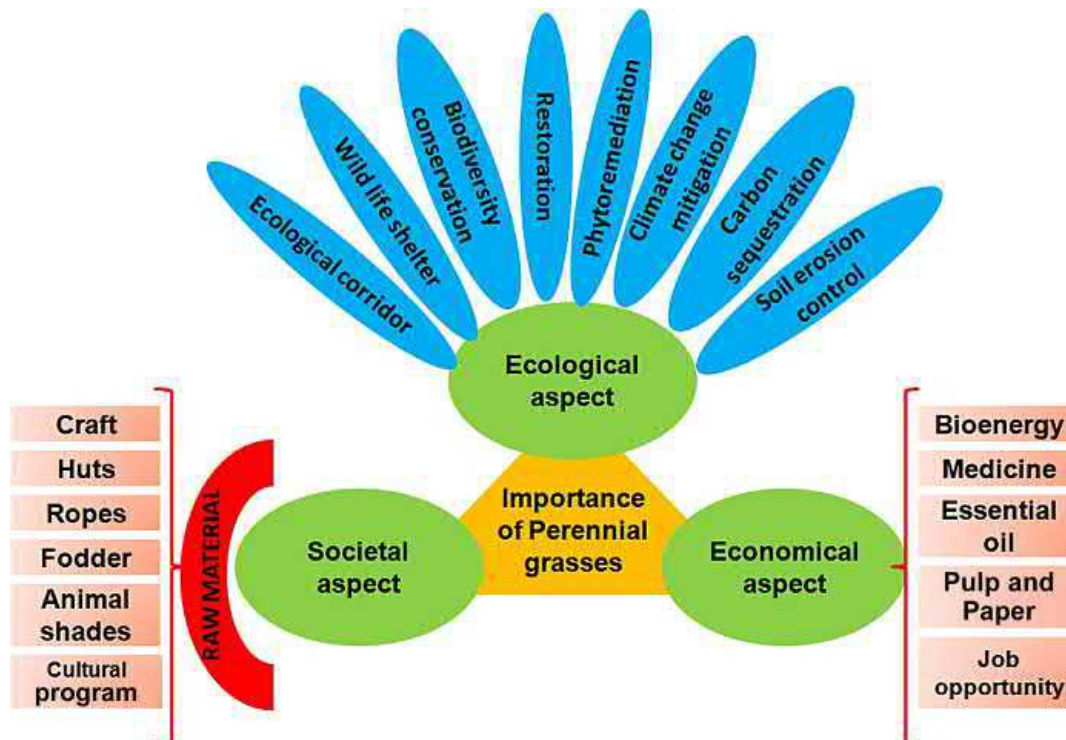 Ecological corridor
Wild life shelter
Biodiversity
conservation
Restoration
Phytoremediation
Climate change
mitigation
Carbon
sequestration
Soil erosion
control
Ecological
aspect
Craft
Huts
Ropes
Fodder
Animal
shades
Cultural
program
RAW MATERIAL
Societal
aspect
Importance
of Perennial
grasses
Economical
aspect
Bioenergy
Medicine
Essential
oil
Pulp and
Paper
Job
opportunity